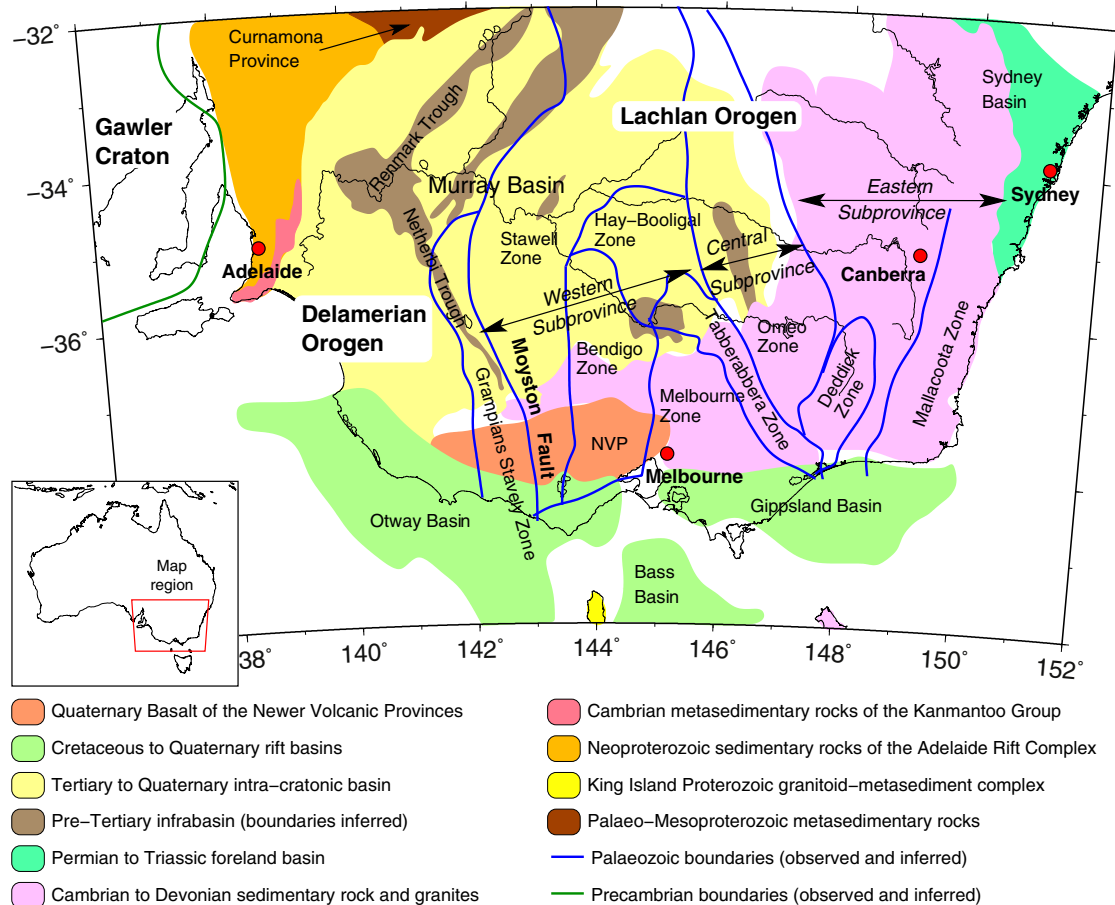 −32°
−34°
−36°
Curnamona
Province
Gawler
Craton
Renmark Trough
Lachlan Orogen
Sydney
Basin
Murray Basin
Eastern
Subprovince
Sydney
Hay−Booligal
Zone
Stawell
Zone
Netherbi Trough
Central
Subprovince
Adelaide
Canberra
Western
Subprovince
Delamerian
Orogen
Omeo
Zone
Tabberabbera Zone
Bendigo
Zone
Moyston
Fault
Deddick
Zone
Mallacoota Zone
Melbourne
Zone
Grampians Stavely Zone
NVP
Melbourne
Otway Basin
Gippsland Basin
Bass
Basin
Map
region
38°
140°
142°
144°
146°
148°
150°
152°
Quaternary Basalt of the Newer Volcanic Provinces
Cretaceous to Quaternary rift basins
Tertiary to Quaternary intra−cratonic basin
Pre−Tertiary infrabasin (boundaries inferred)
Permian to Triassic foreland basin
Cambrian to Devonian sedimentary rock and granites
Cambrian metasedimentary rocks of the Kanmantoo Group
Neoproterozoic sedimentary rocks of the Adelaide Rift Complex
King Island Proterozoic granitoid−metasediment complex
Palaeo−Mesoproterozoic metasedimentary rocks
Palaeozoic boundaries (observed and inferred)
Precambrian boundaries (observed and inferred)